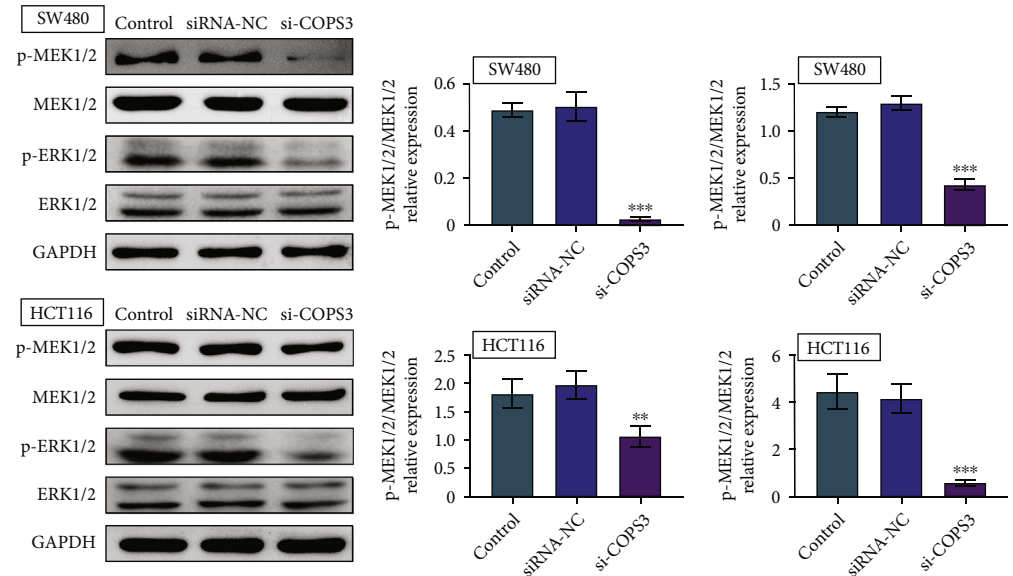 SW480 Control siRNA-NC si-COPS3
p-MEK1/2
MEK1/2
p-ERK1/2
ERK1/2
GAPDH
HCT116 Control siRNA-NC si-COPS3
p-MEK1/2
MEK1/2
p-ERK1/2
ERK1/2
GAPDH
SW480
p-MEK1/2/MEK1/2
relative expression
0.6
0.4
0.2
0
***
Control
siRNA-NC
si-COPS3
SW480
p-MEK1/2/MEK1/2
relative expression
1.5
1.0
0.5
0
***
Control
siRNA-NC
si-COPS3
HCT116
p-MEK1/2/MEK1/2
relative expression
2.5
2.0
1.5
1.0
0.5
0
**
Control
siRNA-NC
si-COPS3
HCT116
p-MEK1/2/MEK1/2
relative expression
6
4
2
0
***
Control
siRNA-NC
si-COPS3